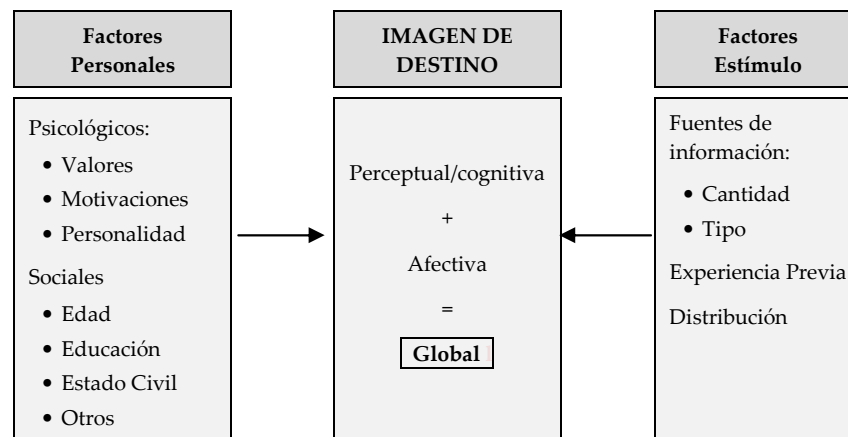 Factores
Personales
Psicológicos:
• Valores
• Motivaciones
• Personalidad
Sociales
• Edad
• Educación
• Estado Civil
• Otros
IMAGEN DE
DESTINO
Perceptual/cognitiva
+
Afectiva
=
Global
Factores
Estímulo
Fuentes de
información:
• Cantidad
• Tipo
Experiencia Previa
Distribución